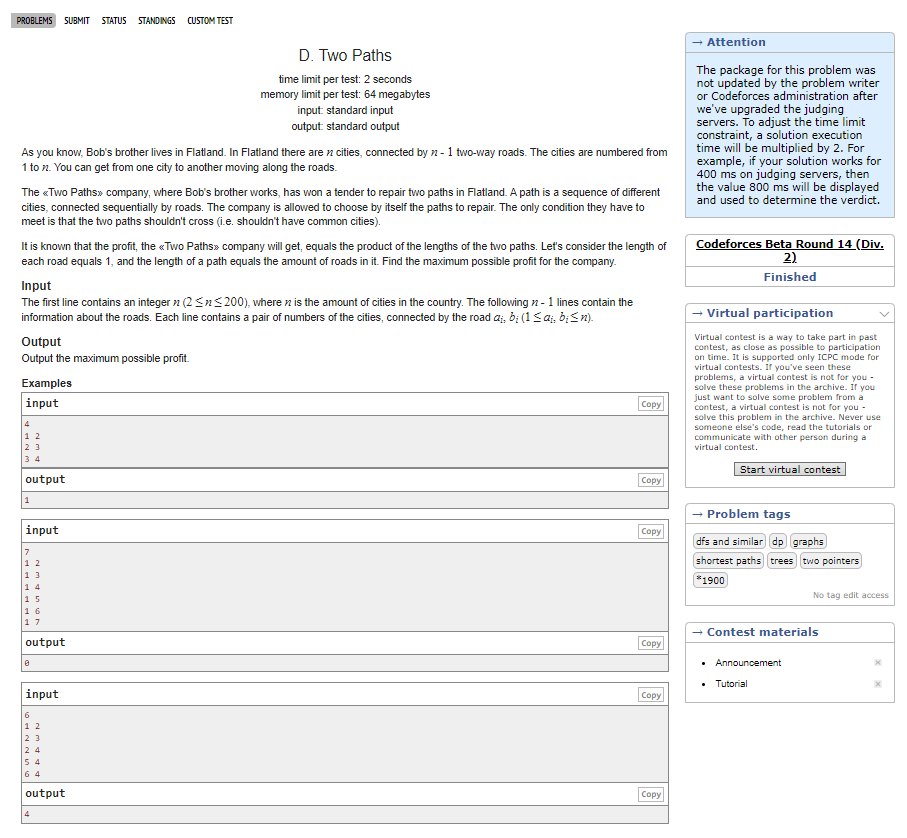 PROBLEMS SUBMIT STATUS STANDINGS CUSTOM TEST
D. Two Paths
time limit per test: 2 seconds
memory limit per test: 64 megabytes
input: standard input
output: standard output
As you know, Bob's brother lives in Flatland. In Flatland there are n cities, connected by n - 1 two-way roads. The cities are numbered from
1 to n. You can get from one city to another moving along the roads.
The «Two Paths» company, where Bob's brother works, has won a tender to repair two paths in Flatland. A path is a sequence of different
cities, connected sequentially by roads. The company is allowed to choose by itself the paths to repair. The only condition they have to
meet is that the two paths shouldn't cross (i.e. shouldn't have common cities).
It is known that the profit, the «Two Paths» company will get, equals the product of the lengths of the two paths. Let's consider the length of
each road equals 1, and the length of a path equals the amount of roads in it. Find the maximum possible profit for the company.
Input
The first line contains an integer n (2 ≤ n ≤ 200), where n is the amount of cities in the country. The following n - 1 lines contain the
information about the roads. Each line contains a pair of numbers of the cities, connected by the road aᵢ, bᵢ (1 ≤ aᵢ, bᵢ ≤ n).
Output
Output the maximum possible profit.
Examples
input Copy
4
1 2
2 3
3 4
output Copy
1
input Copy
7
1 2
1 3
1 4
1 5
1 6
1 7
output Copy
0
input Copy
6
1 2
2 3
2 4
5 4
6 4
output Copy
4
→ Attention
The package for this problem was
not updated by the problem writer
or Codeforces administration after
we've upgraded the judging
servers. To adjust the time limit
constraint, a solution execution
time will be multiplied by 2. For
example, if your solution works for
400 ms on judging servers, then
the value 800 ms will be displayed
and used to determine the verdict.
Codeforces Beta Round 14 (Div.
2)
Finished
→ Virtual participation
Virtual contest is a way to take part in past
contest, as close as possible to participation
on time. It is supported only ICPC mode for
virtual contests. If you've seen these
problems, a virtual contest is not for you -
solve these problems in the archive. If you
just want to solve some problem from a
contest, a virtual contest is not for you -
solve this problem in the archive. Never use
someone else's code, read the tutorials or
communicate with other person during a
virtual contest.
Start virtual contest
→ Problem tags
dfs and similar dp graphs
shortest paths trees two pointers
*1900
No tag edit access
→ Contest materials
Announcement
Tutorial